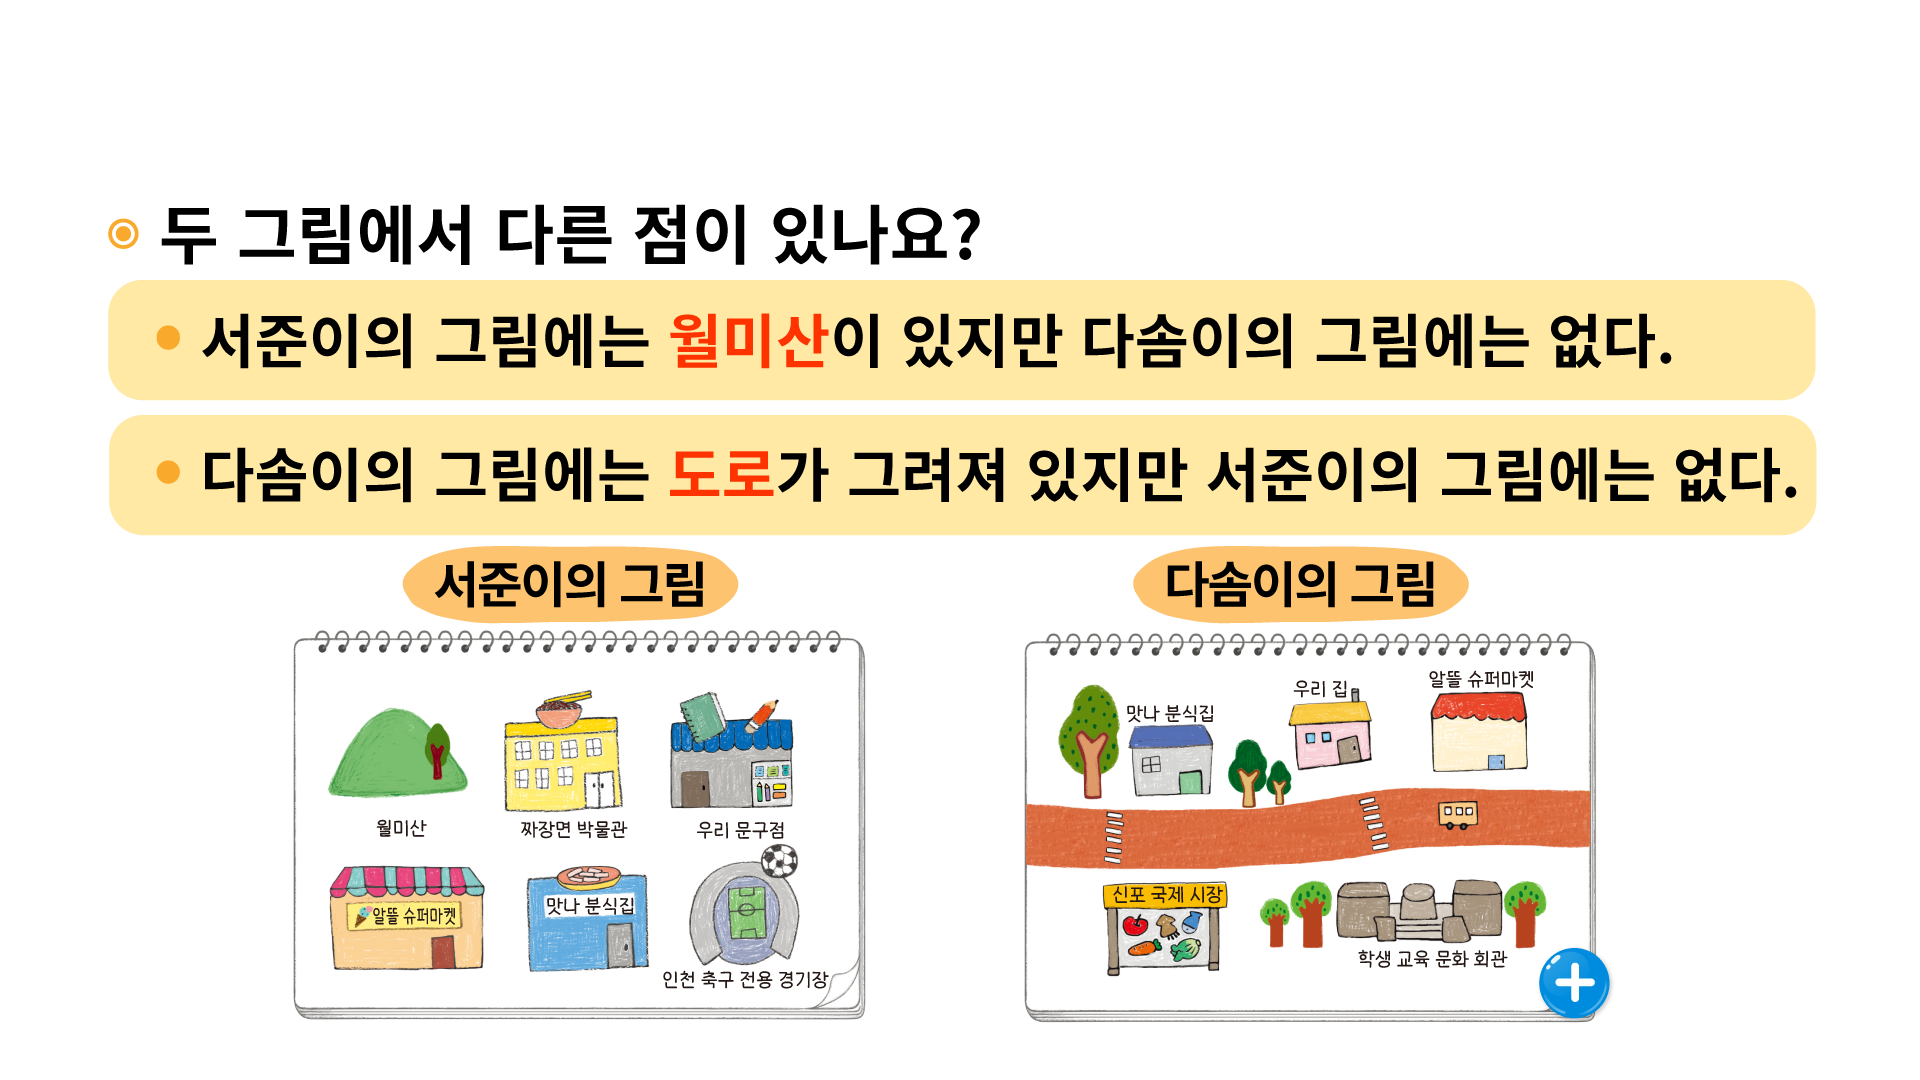 두 그림에서 다른 점이 있나요?
서준이의 그림에는 월미산이 있지만 다솜이의 그림에는 없다.
다솜이의 그림에는 도로가 그려져 있지만 서준이의 그림에는 없다.
서준이의 그림
월미산
짜장면 박물관
우리 문구점
알뜰 슈퍼마켓
맛나 분식집
인천 축구 전용 경기장
다솜이의 그림
맛나 분식집
우리 집
알뜰 슈퍼마켓
신포 국제 시장
학생 교육 문화 회관